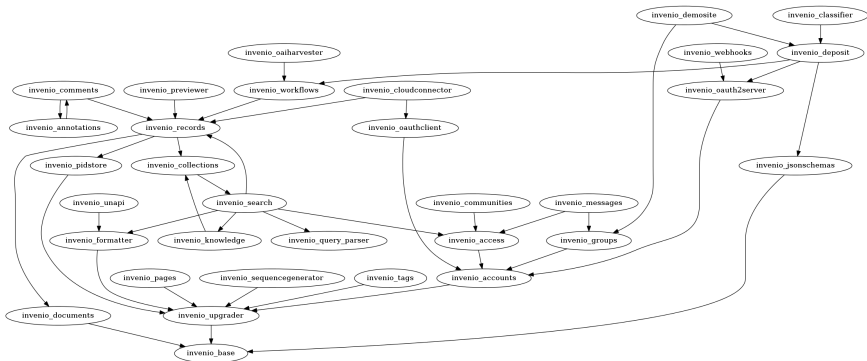 invenio_demosite
invenio_classifier
invenio_oaiharvester
invenio_webhooks
invenio_deposit
invenio_comments
invenio_previewer
invenio_workflows
invenio_cloudconnector
invenio_oauth2server
invenio_annotations
invenio_records
invenio_oauthclient
invenio_pidstore
invenio_collections
invenio_jsonschemas
invenio_unapi
invenio_search
invenio_communities
invenio_messages
invenio_formatter
invenio_knowledge
invenio_query_parser
invenio_access
invenio_groups
invenio_pages
invenio_sequencegenerator
invenio_tags
invenio_accounts
invenio_documents
invenio_upgrader
invenio_base